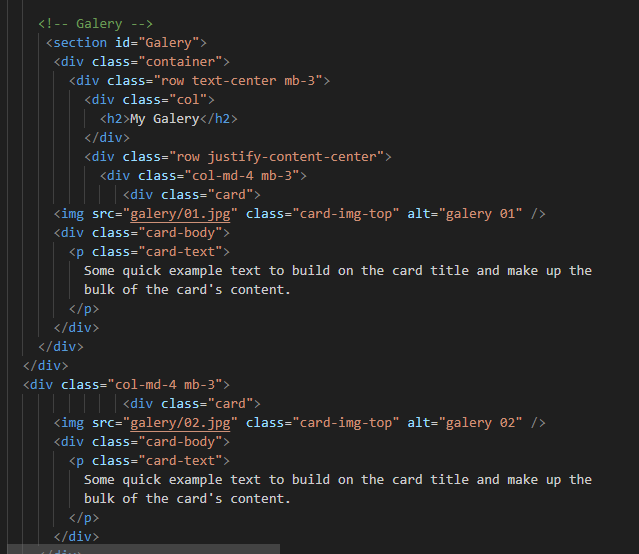 <!-- Galery -->
<section id="Galery">
<div class="container">
<div class="row text-center mb-3">
<div class="col">
<h2>My Galery</h2>
</div>
<div class="row justify-content-center">
<div class="col-md-4 mb-3">
<div class="card">
<img src="galery/01.jpg" class="card-img-top" alt="galery 01" />
<div class="card-body">
<p class="card-text">
Some quick example text to build on the card title and make up the
bulk of the card's content.
</p>
</div>
</div>
</div>
<div class="col-md-4 mb-3">
<div class="card">
<img src="galery/02.jpg" class="card-img-top" alt="galery 02" />
<div class="card-body">
<p class="card-text">
Some quick example text to build on the card title and make up the
bulk of the card's content.
</p>
</div>
</div>